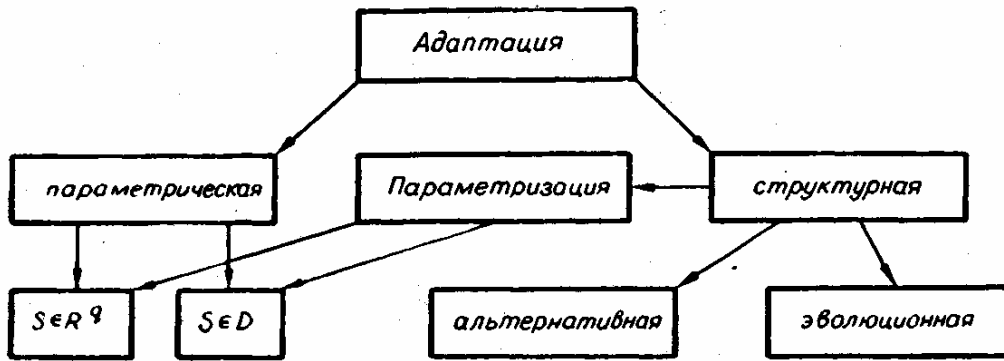 Адаптация
параметрическая
Параметризация
структурная
S∈R^q
S∈D
альтернативная
эволюционная